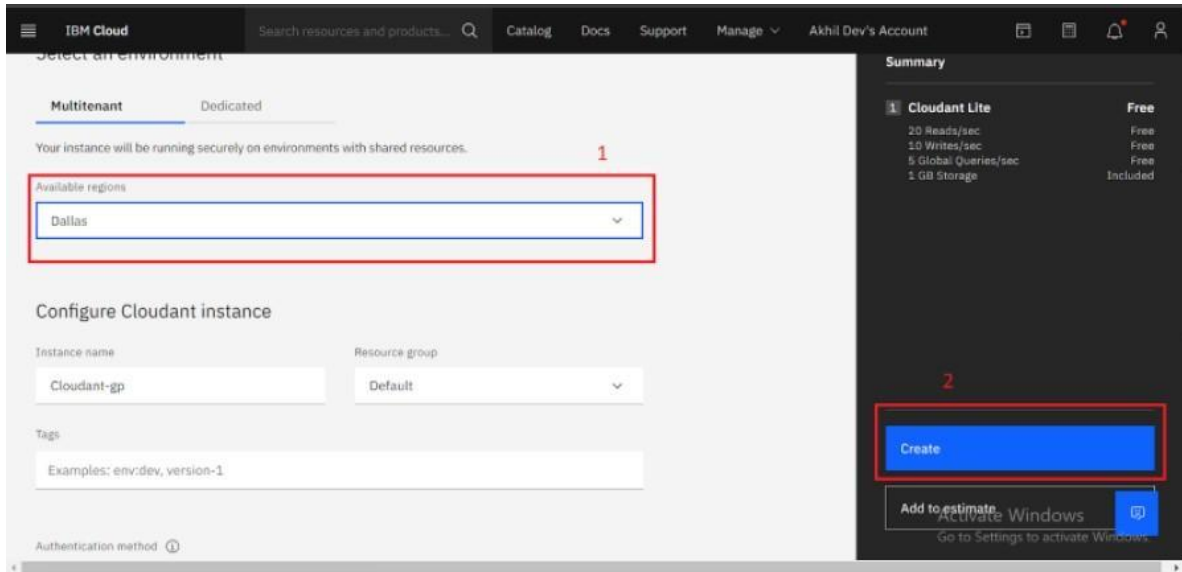 IBM Cloud
Search resources and products...
Catalog
Docs
Support
Manage
Akhil Dev's Account
Select an environment
Multitenant
Dedicated
Your instance will be running securely on environments with shared resources.
1
Available regions
Dallas
Configure Cloudant instance
Instance name
Resource group
Cloudant-gp
Default
Tags
Examples: env:dev, version-1
Authentication method
Summary
1 Cloudant Lite Free
20 Reads/sec Free
10 Writes/sec Free
5 Global Queries/sec Free
1 GB Storage Included
2
Create
Add to estimate
Activate Windows
Go to Settings to activate Windows.